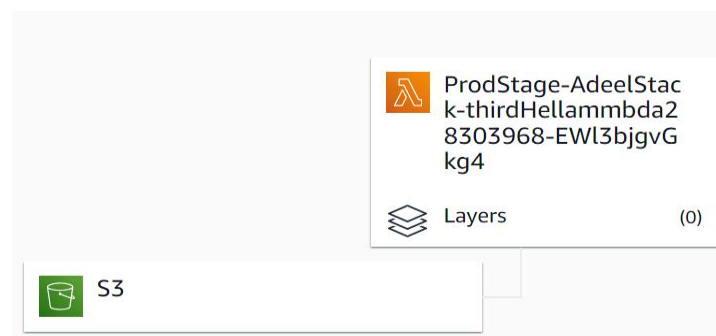 ProdStage-AdeelStac
k-thirdHellammbda2
8303968-EWl3bjgvG
kg4
Layers (0)
S3